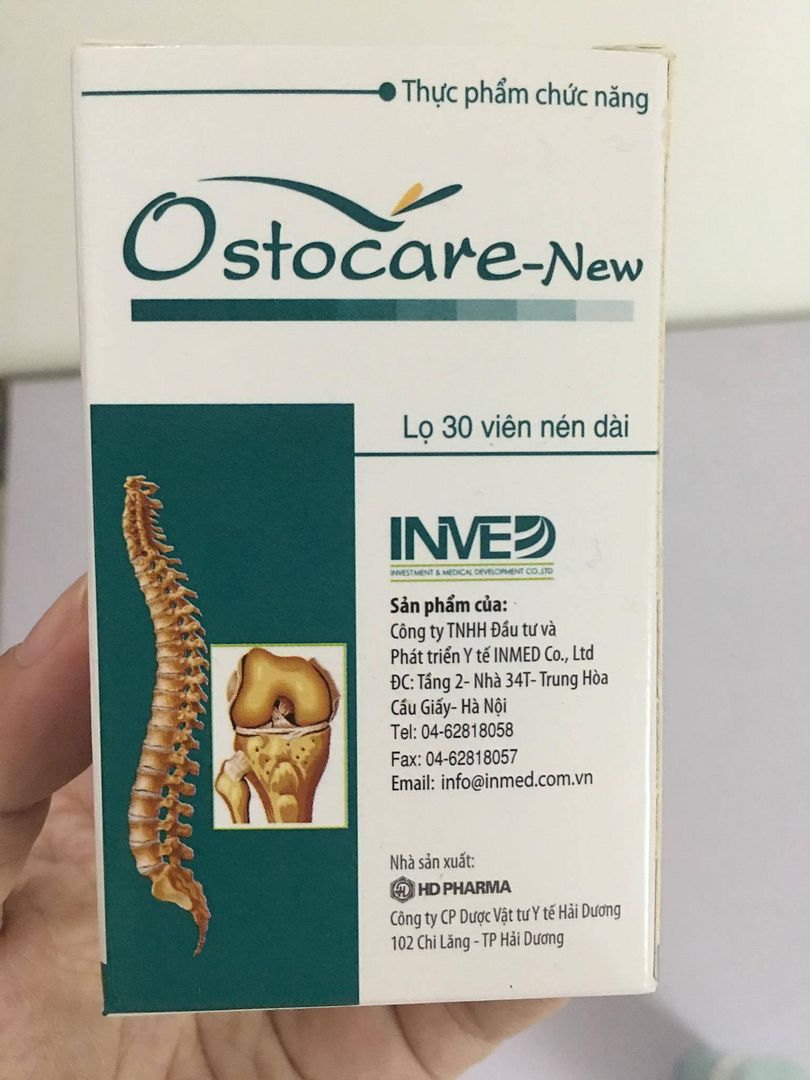 Thực phẩm chức năng
Ostocare-New
Lọ 30 viên nén dài
INMED
INVESTMENT & MEDICAL DEVELOPMENT CO.,LTD
Sản phẩm của:
Công ty TNHH Đầu tư và
Phát triển Y tế INMED Co., Ltd
ĐC: Tầng 2- Nhà 34T- Trung Hòa
Cầu Giấy- Hà Nội
Tel: 04-62818058
Fax: 04-62818057
Email: info@inmed.com.vn
Nhà sản xuất:
HD PHARMA
Công ty CP Dược Vật tư Y tế Hải Dương
102 Chi Lăng - TP Hải Dương